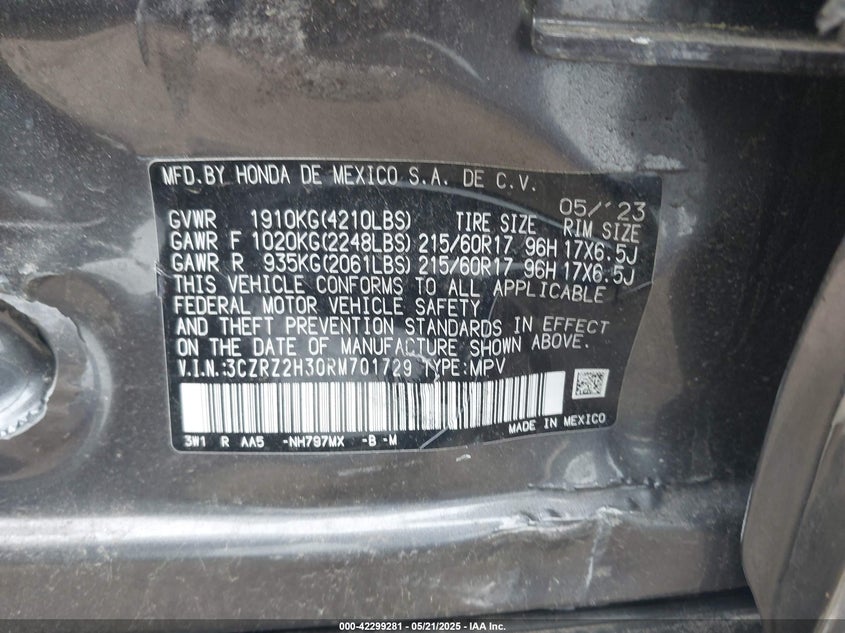 MFD.BY HONDA DE MEXICO S.A. DE C.V.
05/'23
GVWR 1910KG(4210LBS) TIRE SIZE RIM SIZE
GAWR F 1020KG(2248LBS) 215/60R17 96H 17X6.5J
GAWR R 935KG(2061LBS) 215/60R17 96H 17X6.5J
THIS VEHICLE CONFORMS TO ALL APPLICABLE
FEDERAL MOTOR VEHICLE SAFETY
AND THEFT PREVENTION STANDARDS IN EFFECT
ON THE DATE OF MANUFACTURE SHOWN ABOVE.
V.I.N.:3CZRZ2H30RM701729 TYPE:MPV
3W1 R AA5 -NH797MX -B -M
MADE IN MEXICO
000-42299281 - 05/21/2025 - IAA Inc.